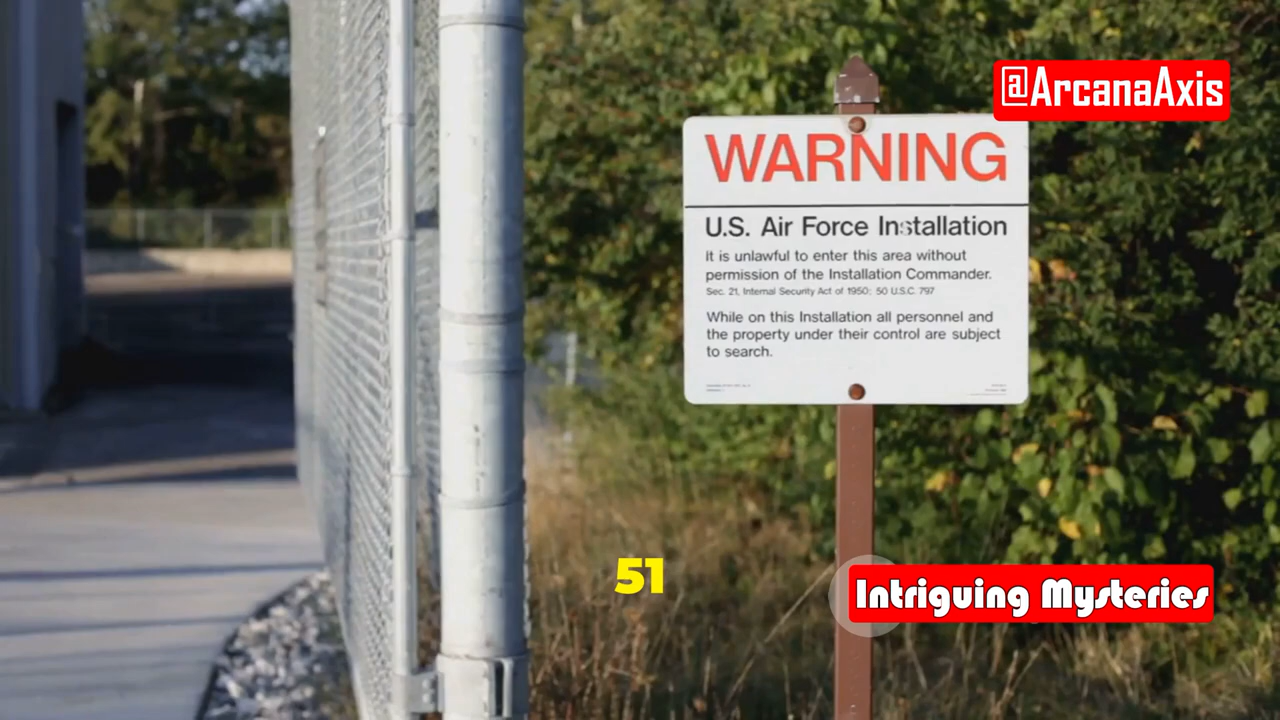 @ArcanaAxis
WARNING
U.S. Air Force Installation
It is unlawful to enter this area without
permission of the Installation Commander.
Sec. 21, Internal Security Act of 1950; 50 U.S.C. 797
While on this Installation all personnel and
the property under their control are subject
to search.
51
Intriguing Mysteries